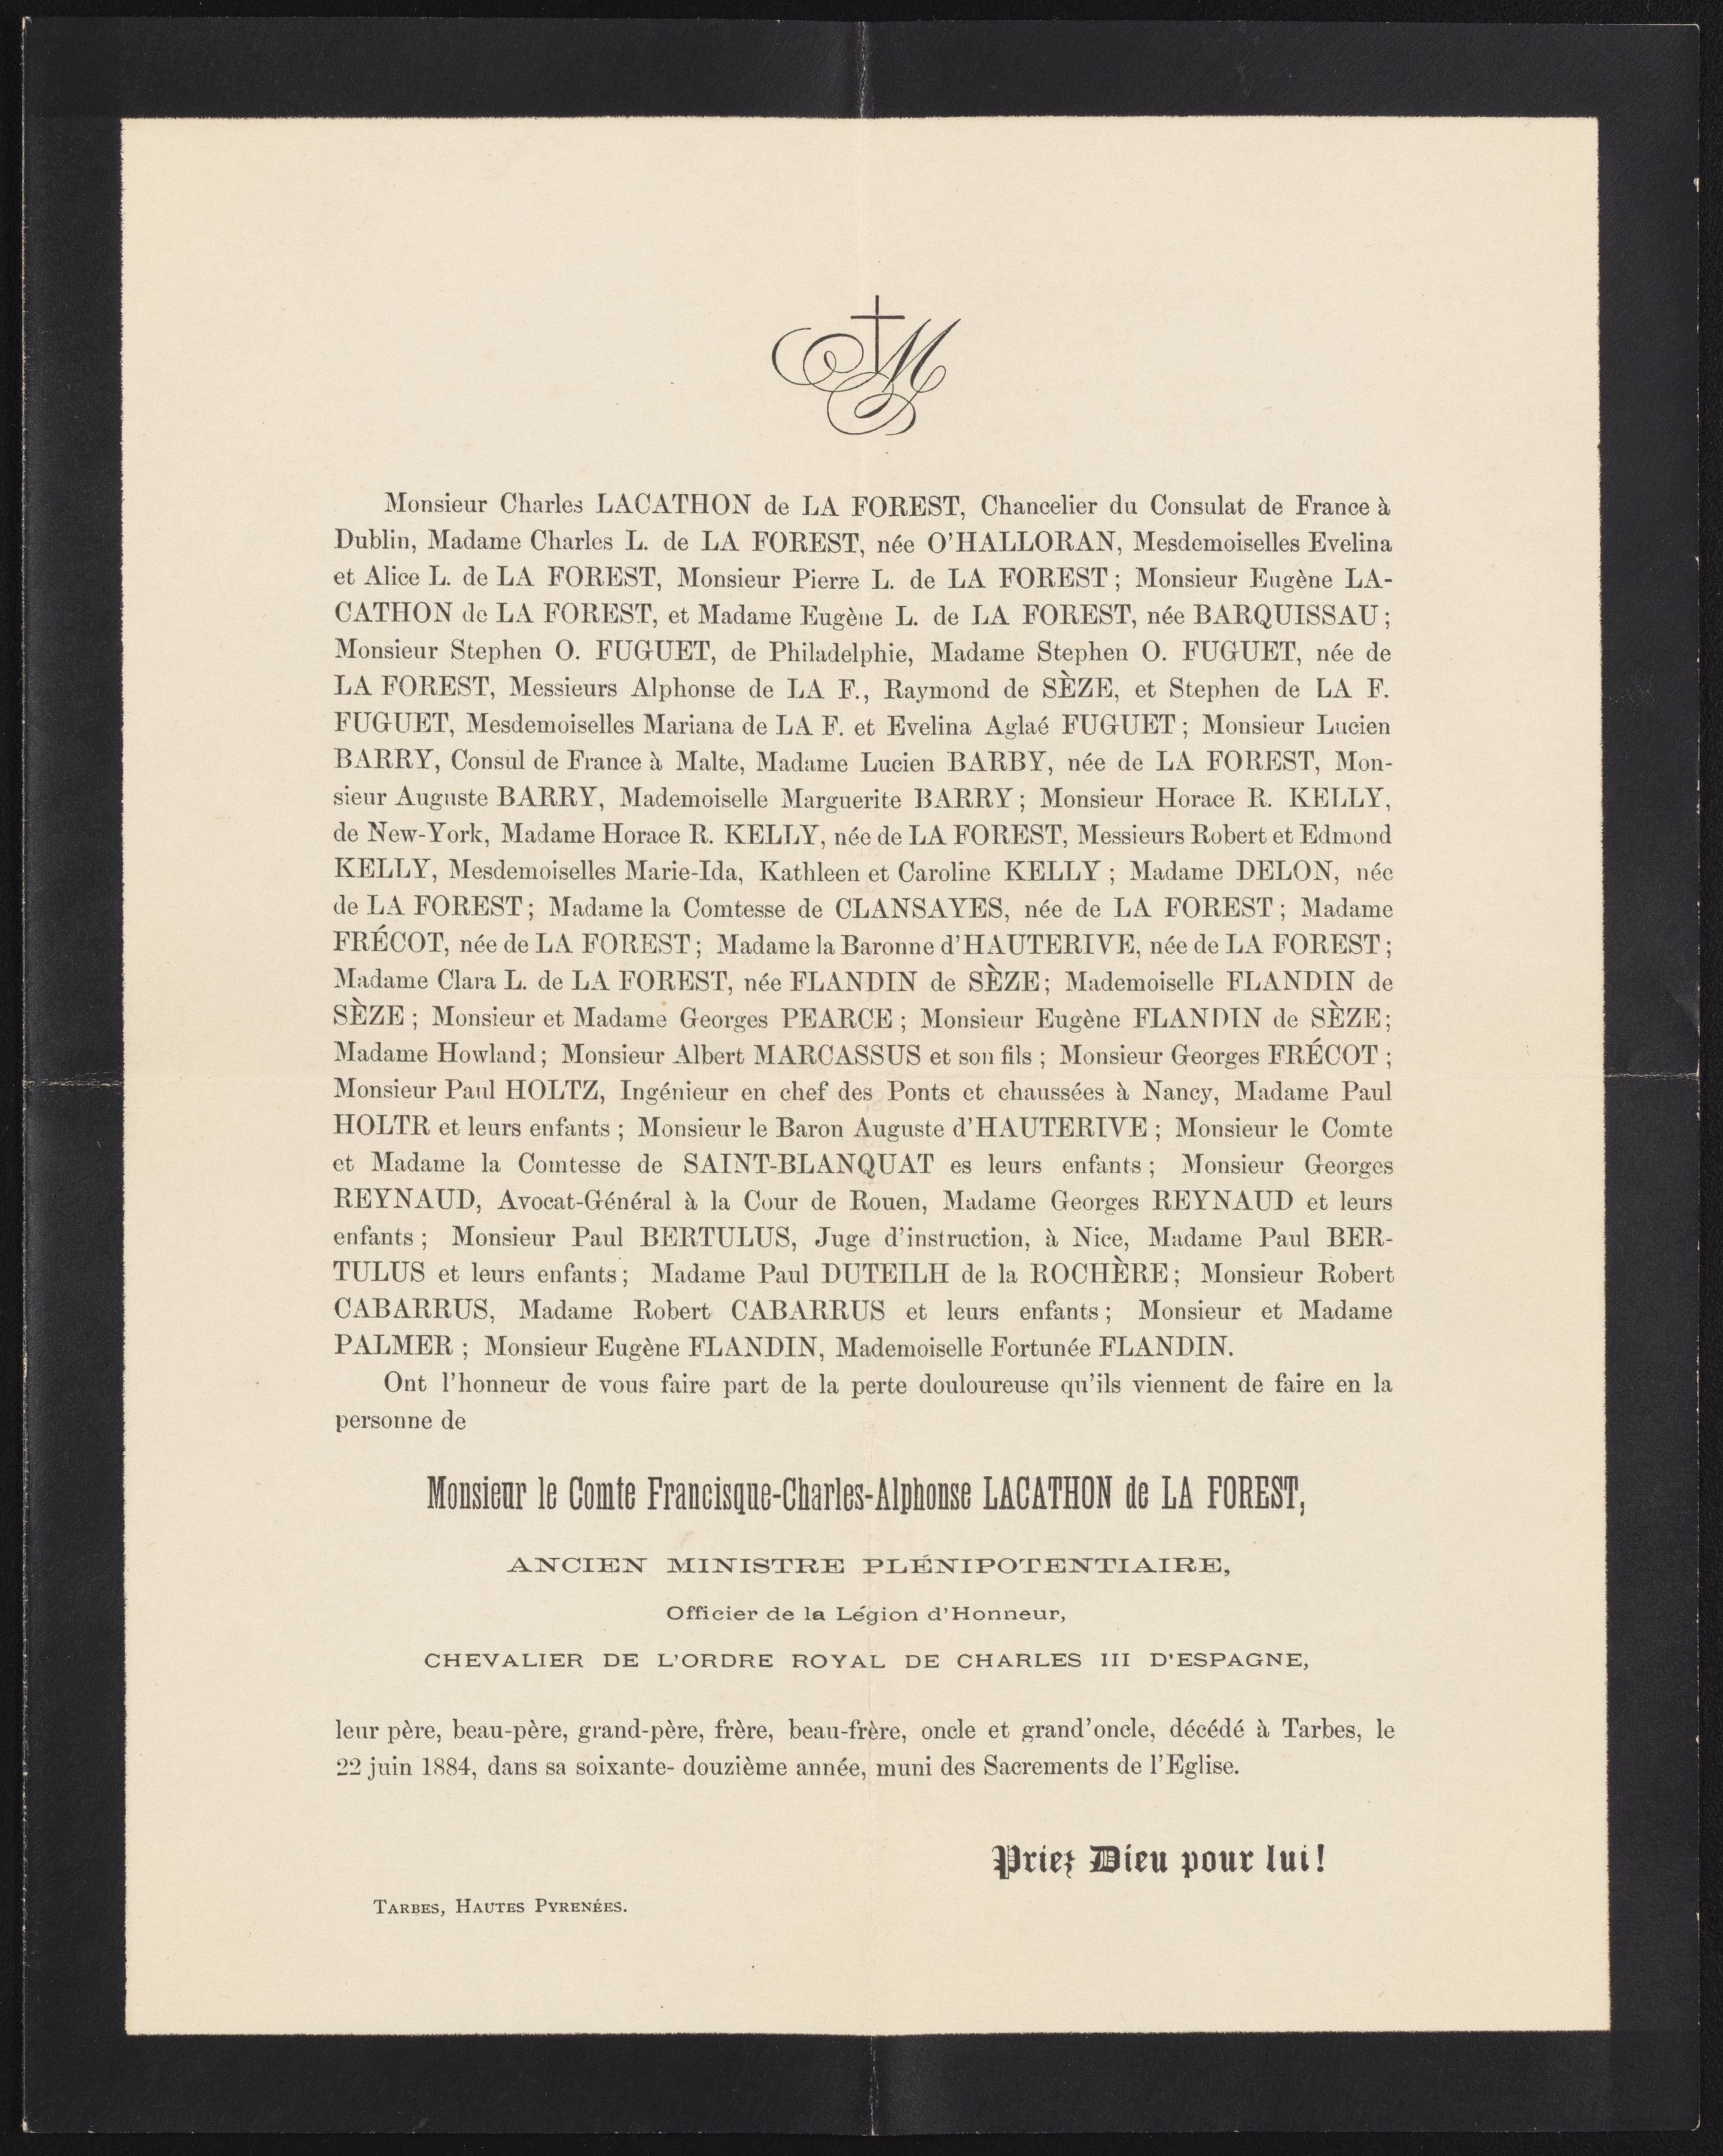 M
Monsieur Charles LACATHON de LA FOREST, Chancelier du Consulat de France à
Dublin, Madame Charles L. de LA FOREST, née O'HALLORAN, Mesdemoiselles Evelina
et Alice L. de LA FOREST, Monsieur Pierre L. de LA FOREST ; Monsieur Eugène LA-
CATHON de LA FOREST, et Madame Eugène L. de LA FOREST, née BARQUISSAU ;
Monsieur Stephen O. FUGUET, de Philadelphie, Madame Stephen O. FUGUET, née de
LA FOREST, Messieurs Alphonse de LA F., Raymond de SÈZE, et Stephen de LA F.
FUGUET, Mesdemoiselles Mariana de LA F. et Evelina Aglaé FUGUET ; Monsieur Lucien
BARRY, Consul de France à Malte, Madame Lucien BARBY, née de LA FOREST, Mon-
sieur Auguste BARRY, Mademoiselle Marguerite BARRY ; Monsieur Horace R. KELLY,
de New-York, Madame Horace R. KELLY, née de LA FOREST, Messieurs Robert et Edmond
KELLY, Mesdemoiselles Marie-Ida, Kathleen et Caroline KELLY ; Madame DELON, née
de LA FOREST ; Madame la Comtesse de CLANSAYES, née de LA FOREST ; Madame
FRÉCOT, née de LA FOREST ; Madame la Baronne d'HAUTERIVE, née de LA FOREST ;
Madame Clara L. de LA FOREST, née FLANDIN de SÈZE ; Mademoiselle FLANDIN de
SÈZE ; Monsieur et Madame Georges PEARCE ; Monsieur Eugène FLANDIN de SÈZE ;
Madame Howland ; Monsieur Albert MARCASSUS et son fils ; Monsieur Georges FRÉCOT ;
Monsieur Paul HOLTZ, Ingénieur en chef des Ponts et chaussées à Nancy, Madame Paul
HOLTR et leurs enfants ; Monsieur le Baron Auguste d'HAUTERIVE ; Monsieur le Comte
et Madame la Comtesse de SAINT-BLANQUAT es leurs enfants ; Monsieur Georges
REYNAUD, Avocat-Général à la Cour de Rouen, Madame Georges REYNAUD et leurs
enfants ; Monsieur Paul BERTULUS, Juge d'instruction, à Nice, Madame Paul BER-
TULUS et leurs enfants ; Madame Paul DUTEILH de la ROCHÈRE ; Monsieur Robert
CABARRUS, Madame Robert CABARRUS et leurs enfants ; Monsieur et Madame
PALMER ; Monsieur Eugène FLANDIN, Mademoiselle Fortunée FLANDIN.
Ont l'honneur de vous faire part de la perte douloureuse qu'ils viennent de faire en la
personne de
Monsieur le Comte Francisque-Charles-Alphonse LACATHON de LA FOREST,
ANCIEN MINISTRE PLÉNIPOTENTIAIRE,
Officier de la Légion d'Honneur,
CHEVALIER DE L'ORDRE ROYAL DE CHARLES III D'ESPAGNE,
leur père, beau-père, grand-père, frère, beau-frère, oncle et grand'oncle, décédé à Tarbes, le
22 juin 1884, dans sa soixante- douzième année, muni des Sacrements de l'Eglise.
Priez Dieu pour lui !
TARBES, HAUTES PYRENÉES.